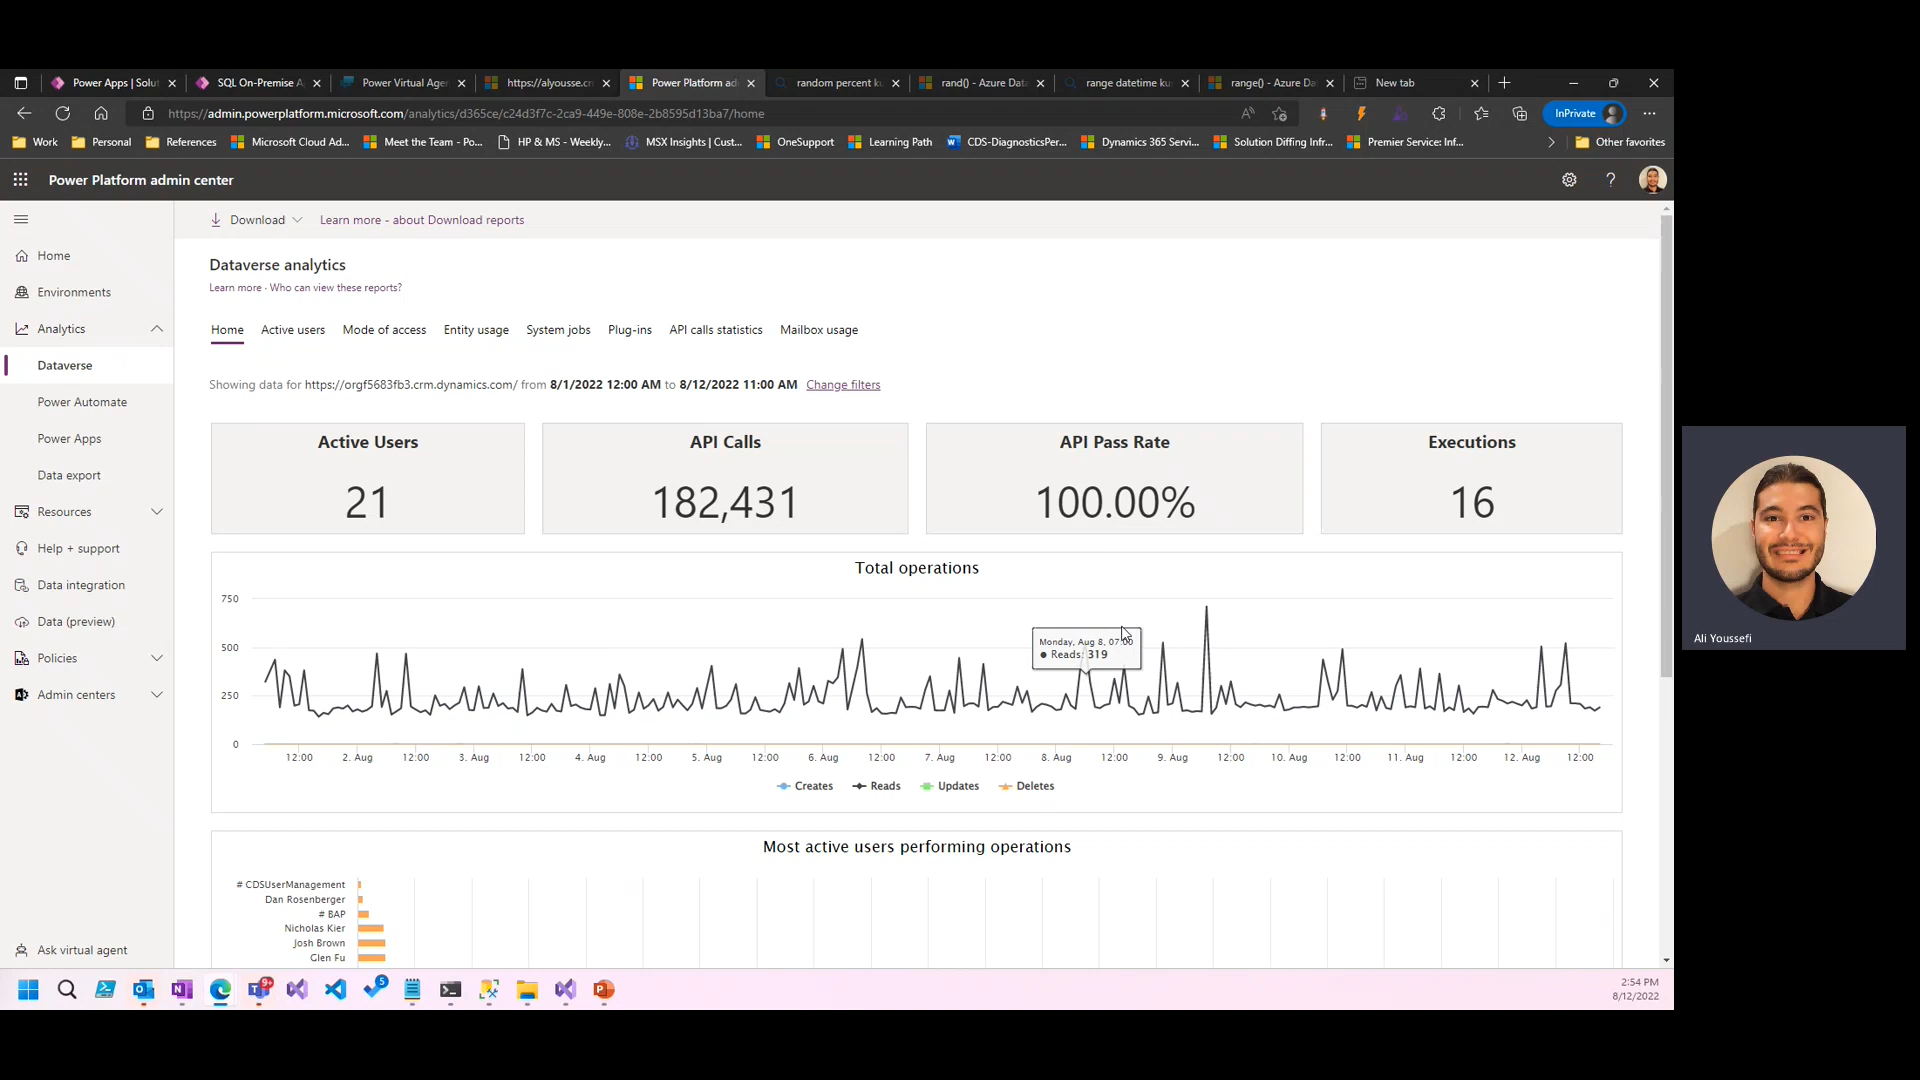 Power Apps | Solut
SQL On-Premise A
Power Virtual Agen
https://alyousse.cr
Power Platform ad
random percent ku
rand() - Azure Data
range datetime ku
range() - Azure Da
New tab
https://admin.powerplatform.microsoft.com/analytics/d365ce/c24d3f7c-2ca9-449e-808e-2b8595d13ba7/home
InPrivate
Work
Personal
References
Microsoft Cloud Ad...
Meet the Team - Po...
HP & MS - Weekly...
MSX Insights | Cust...
OneSupport
Learning Path
CDS-DiagnosticsPer...
Dynamics 365 Servi...
Solution Diffing Infr...
Premier Service: Inf...
Other favorites
Power Platform admin center
Download
Learn more - about Download reports
Home
Environments
Analytics
Dataverse
Power Automate
Power Apps
Data export
Resources
Help + support
Data integration
Data (preview)
Policies
Admin centers
Ask virtual agent
Dataverse analytics
Learn more · Who can view these reports?
Home Active users Mode of access Entity usage System jobs Plug-ins API calls statistics Mailbox usage
Showing data for https://orgf5683fb3.crm.dynamics.com/ from 8/1/2022 12:00 AM to 8/12/2022 11:00 AM Change filters
Active Users
21
API Calls
182,431
API Pass Rate
100.00%
Executions
16
Total operations
750
500
250
0
Monday, Aug 8, 07:00
Reads: 319
12:00 2. Aug 12:00 3. Aug 12:00 4. Aug 12:00 5. Aug 12:00 6. Aug 12:00 7. Aug 12:00 8. Aug 12:00 9. Aug 12:00 10. Aug 12:00 11. Aug 12:00 12. Aug 12:00
Creates Reads Updates Deletes
Most active users performing operations
# CDSUserManagement
Dan Rosenberger
# BAP
Nicholas Kier
Josh Brown
Glen Fu
Ali Youssefi
9+
5
2:54 PM
8/12/2022